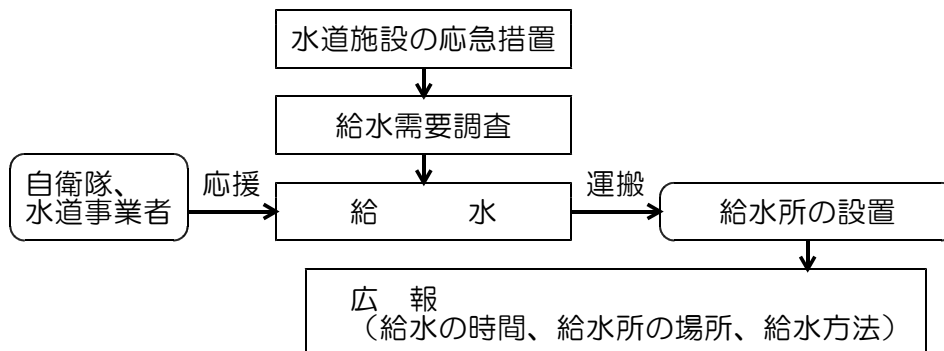 水道施設の応急措置
給水需要調査
自衛隊、
水道事業者
応援
給　　水
運搬
給水所の設置
広　報
（給水の時間、給水所の場所、給水方法）